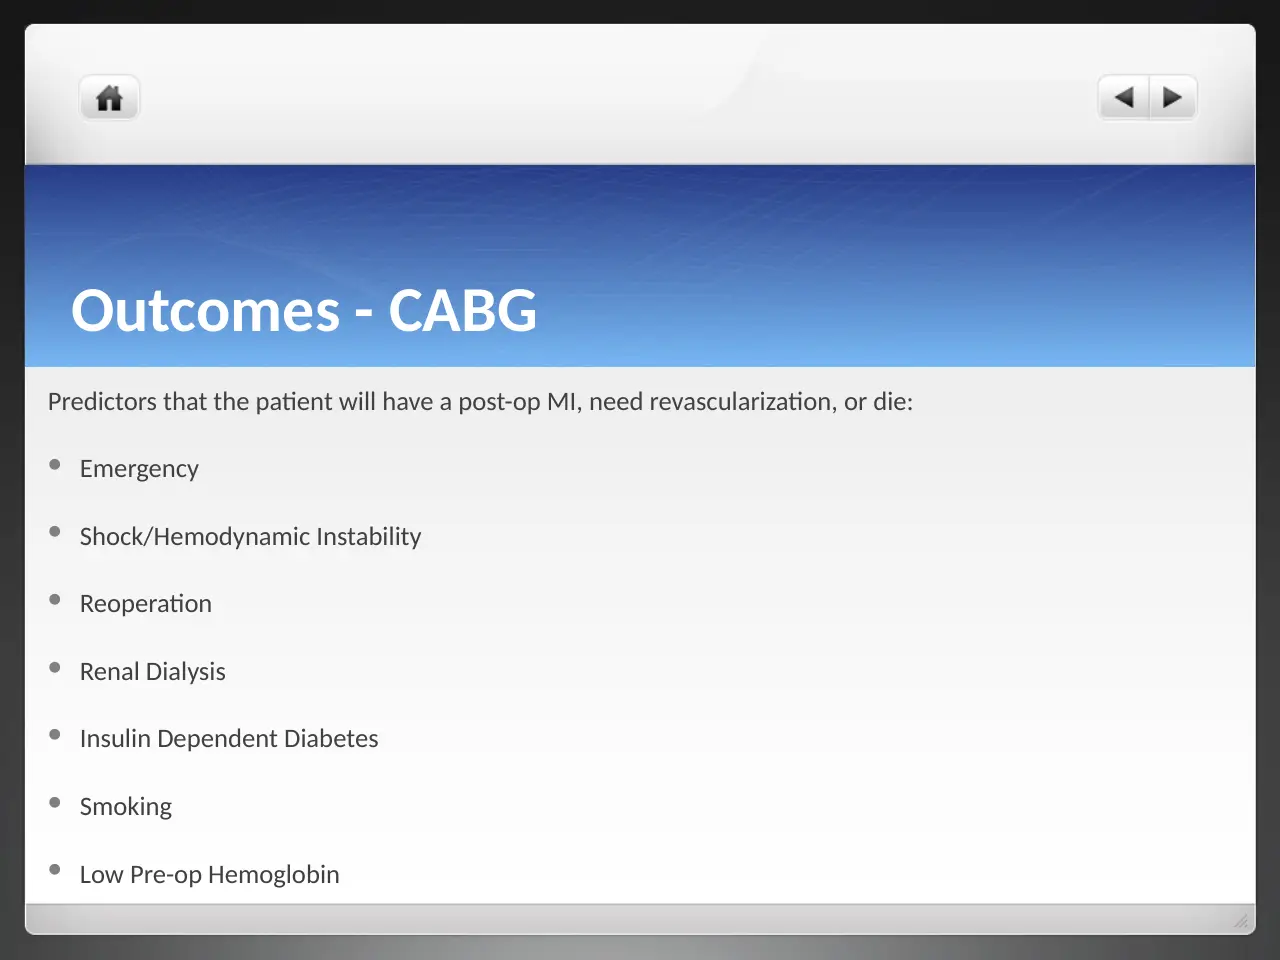 Outcomes - CABG
Predictors that the patient will have a post-op MI, need revascularization, or die:
Emergency
Shock/Hemodynamic Instability
Reoperation
Renal Dialysis
Insulin Dependent Diabetes
Smoking
Low Pre-op Hemoglobin